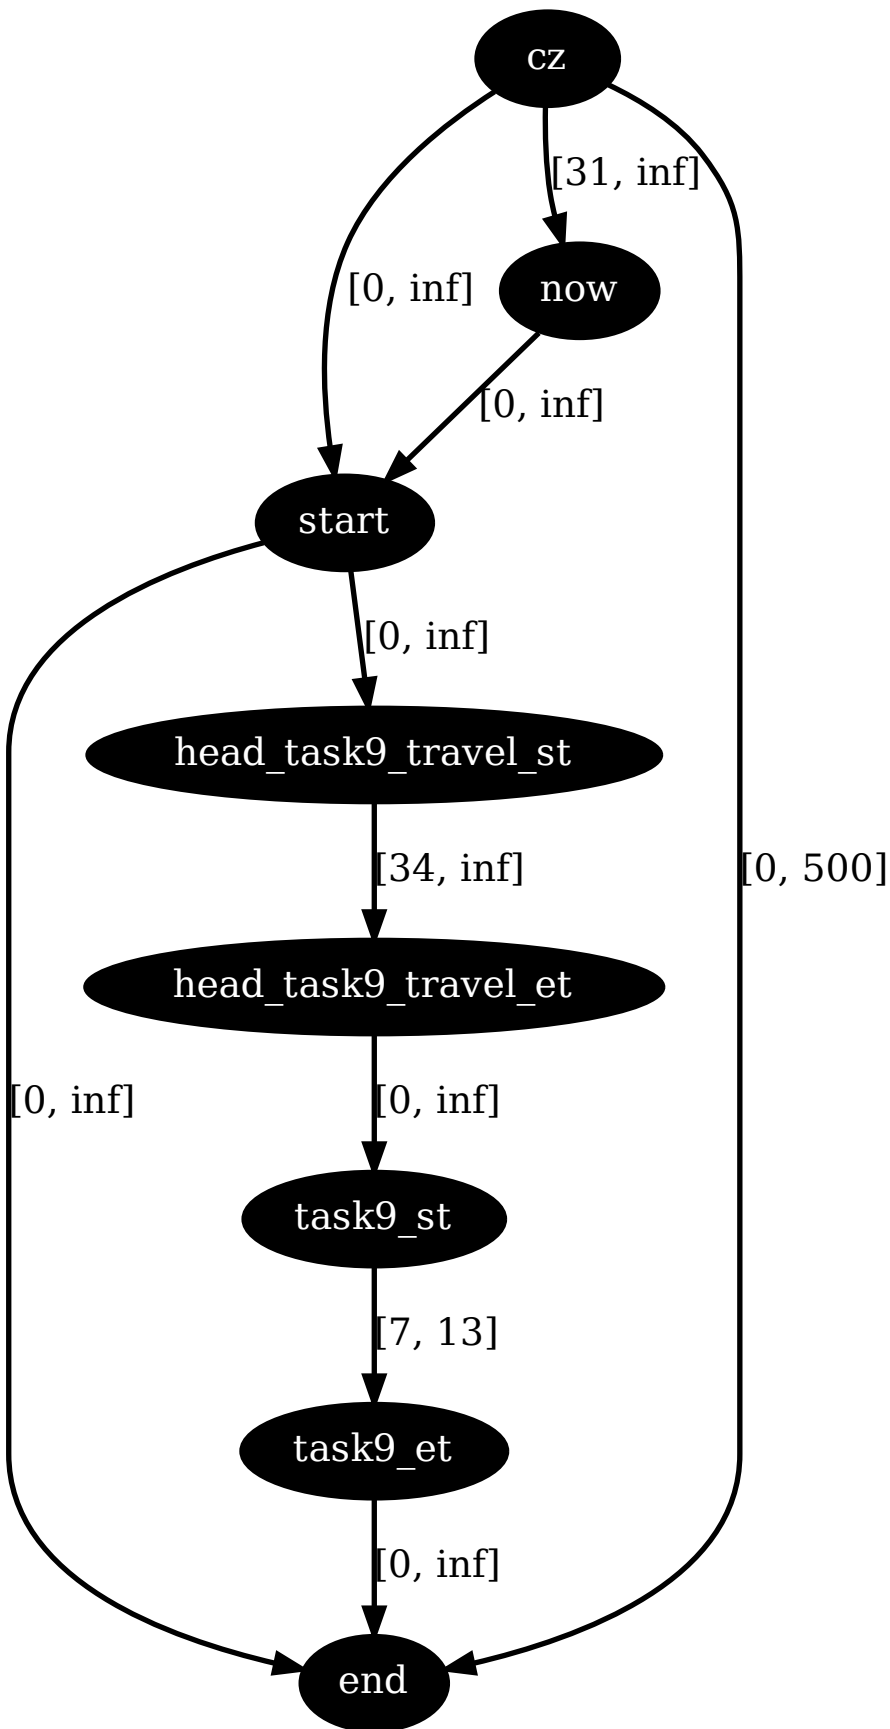 cz
[31, inf]
[0, inf]
now
[0, inf]
start
[0, inf]
head_task9_travel_st
[34, inf]
[0, 500]
head_task9_travel_et
[0, inf]
[0, inf]
task9_st
[7, 13]
task9_et
[0, inf]
end